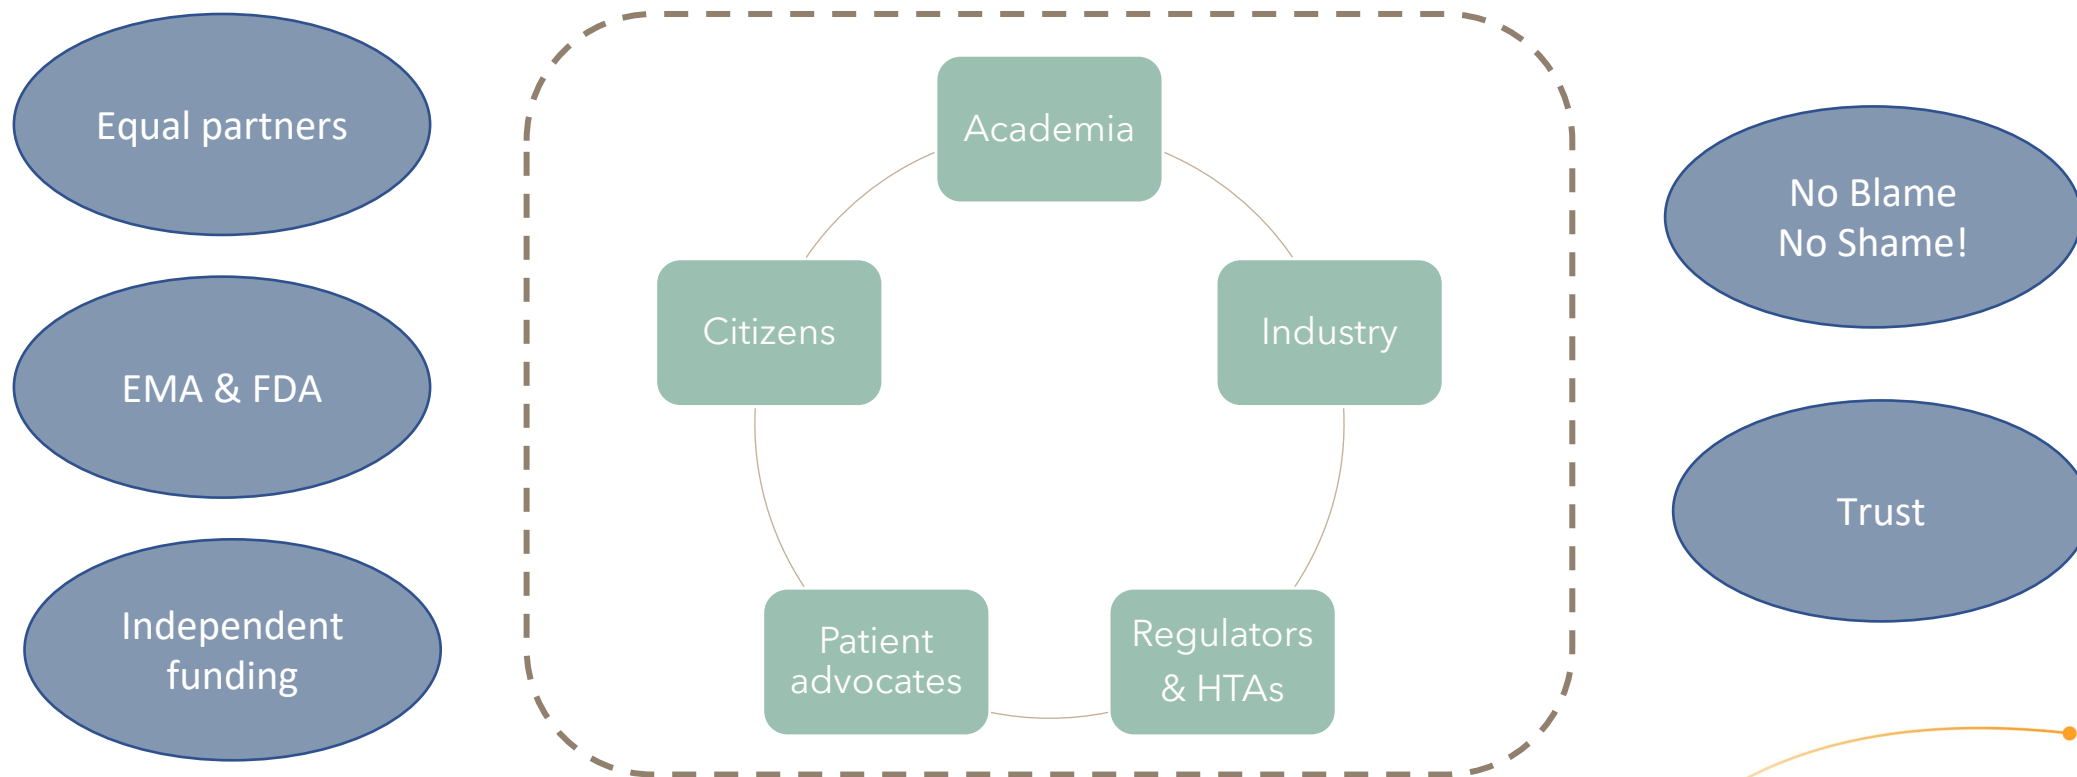 Equal partners
EMA & FDA
Independent
funding
Academia
Citizens
Industry
Patient
advocates
Regulators
& HTAs
No Blame
No Shame!
Trust